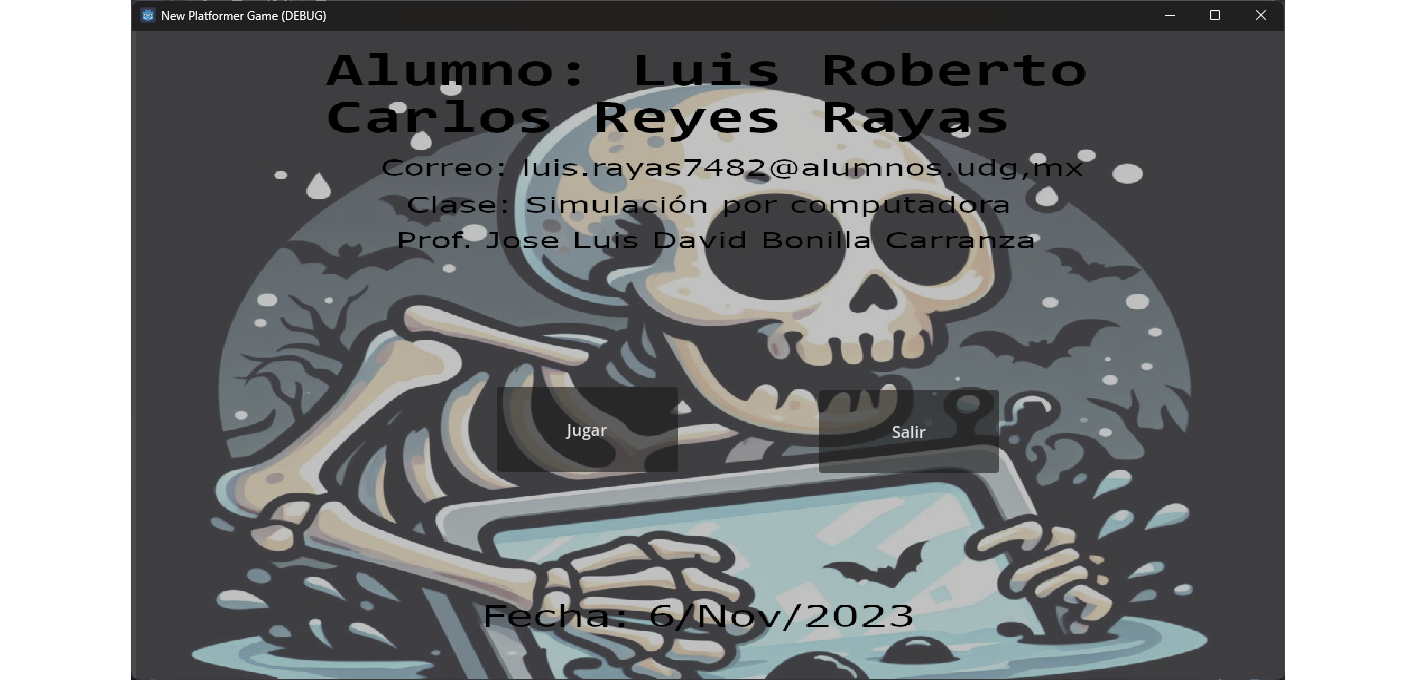 New Platformer Game (DEBUG)
Alumno: Luis Roberto
Carlos Reyes Rayas
Correo: luis.rayas7482@alumnos.udg,mx
Clase: Simulación por computadora
Prof. Jose Luis David Bonilla Carranza
Jugar
Salir
Fecha: 6/Nov/2023